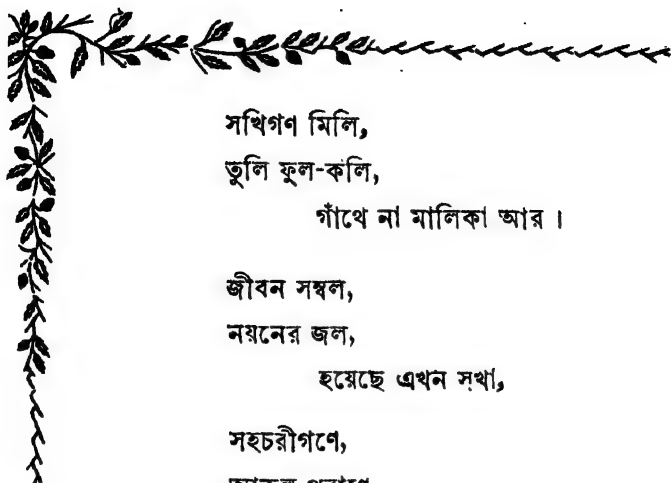 সখিগণ মিলি,
তুলি ফুল-কলি,
গাঁথে না মালিকা আর ।
জীবন সম্বল,
নয়নের জল,
হয়েছে এখন সখা,
সহচরীগণে,